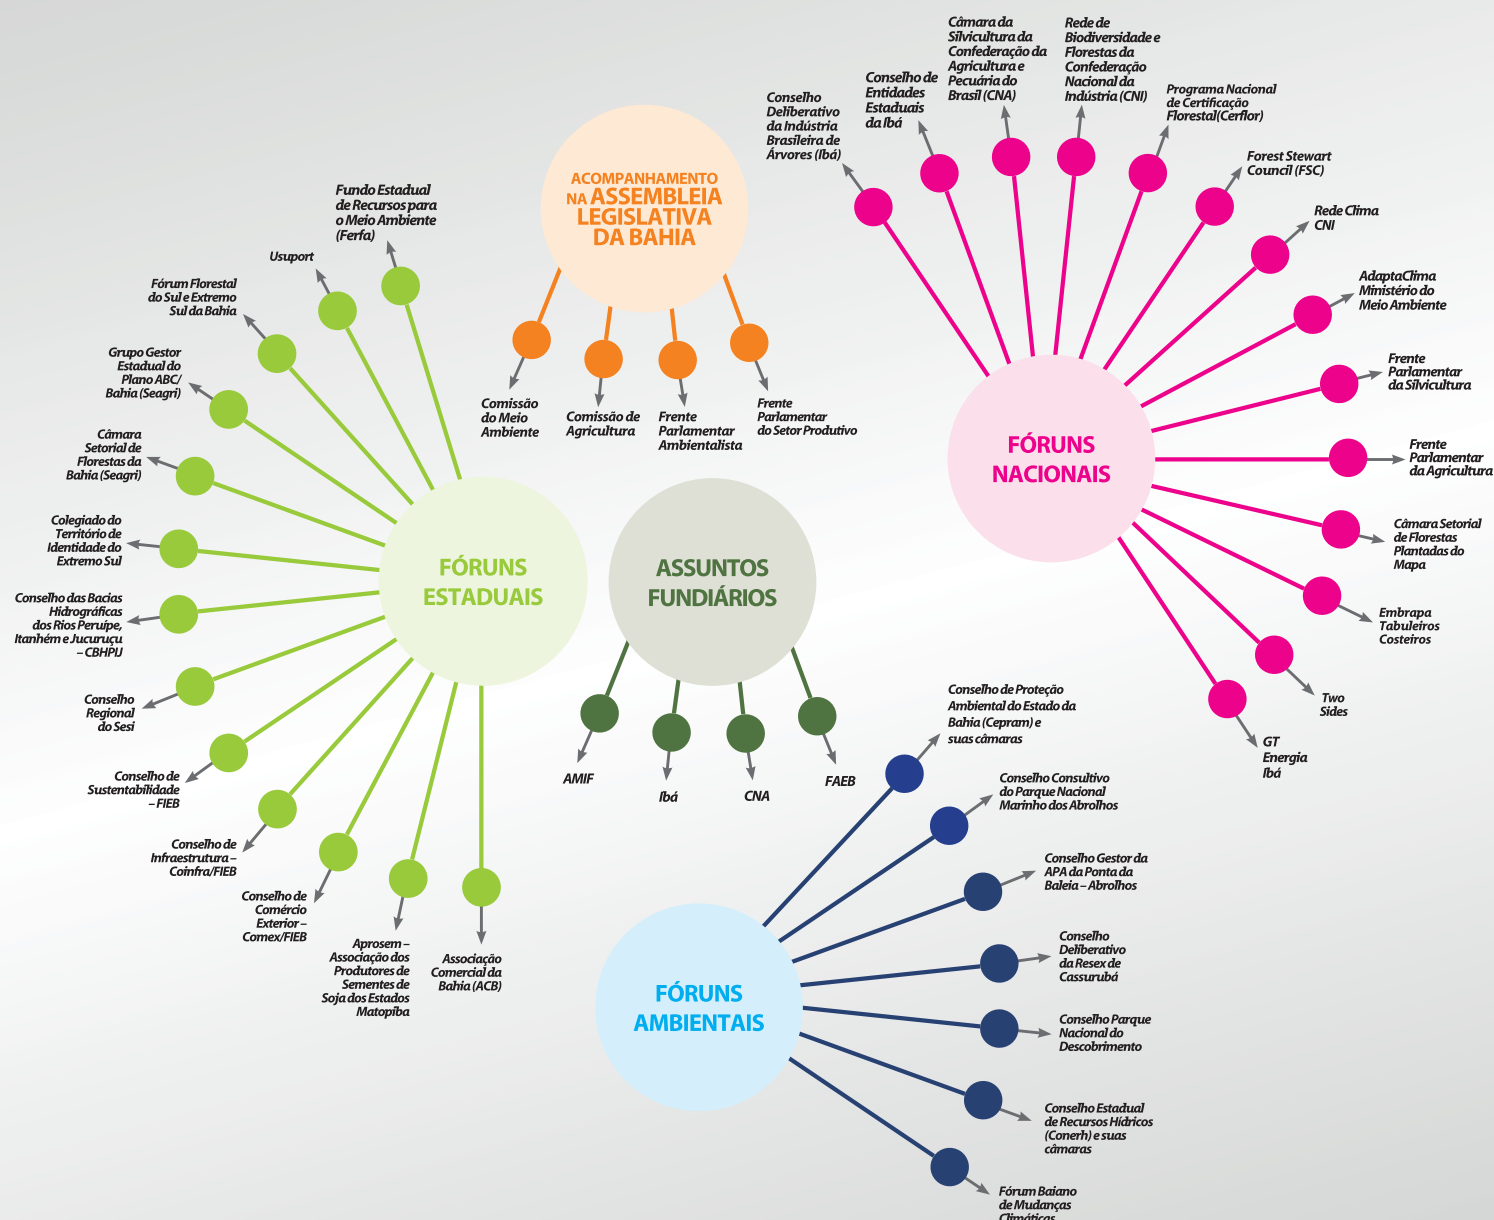 ACOMPANHAMENTO
NA ASSEMBLEIA
LEGISLATIVA
DA BAHIA
Comissão
do Meio
Ambiente
Comissão de
Agricultura
Frente
Parlamentar
Ambientalista
Frente
Parlamentar
do Setor Produtivo
FÓRUNS
NACIONAIS
Conselho
Deliberativo
da Indústria
Brasileira de
Árvores (Ibá)
Conselho de
Entidades
Estaduais
da Ibá
Câmara da
Silvicultura da
Confederação da
Agricultura e
Pecuária do
Brasil (CNA)
Rede de
Biodiversidade e
Florestas da
Confederação
Nacional da
Indústria (CNI)
Programa Nacional
de Certificação
Florestal(Cerflor)
Forest Stewart
Council (FSC)
Rede Clima
CNI
AdaptaClima
Ministério do
Meio Ambiente
Frente
Parlamentar
da Silvicultura
Frente
Parlamentar
da Agricultura
Câmara Setorial
de Florestas
Plantadas do
Mapa
Embrapa
Tabuleiros
Costeiros
Two
Sides
GT
Energia
Ibá
FÓRUNS
ESTADUAIS
Fundo Estadual
de Recursos para
o Meio Ambiente
(Ferfa)
Usuport
Fórum Florestal
do Sul e Extremo
Sul da Bahia
Grupo Gestor
Estadual do
Plano ABC/
Bahia (Seagri)
Câmara
Setorial de
Florestas da
Bahia (Seagri)
Colegiado do
Território de
Identidade do
Extremo Sul
Conselho das Bacias
Hidrográficas
dos Rios Peruípe,
Itanhém e Jucuruçu
– CBHPIJ
Conselho
Regional
do Sesi
Conselho de
Sustentabilidade
– FIEB
Conselho de
Infraestrutura –
Coinfra/FIEB
Conselho de
Comércio
Exterior –
Comex/FIEB
Aprosem –
Associação dos
Produtores de
Sementes de
Soja dos Estados
Matopiba
Associação
Comercial da
Bahia (ACB)
ASSUNTOS
FUNDIÁRIOS
AMIF
Ibá
CNA
FAEB
FÓRUNS
AMBIENTAIS
Conselho de Proteção
Ambiental do Estado da
Bahia (Cepram) e
suas câmaras
Conselho Consultivo
do Parque Nacional
Marinho dos Abrolhos
Conselho Gestor da
APA da Ponta da
Baleia – Abrolhos
Conselho
Deliberativo
da Resex de
Cassurubá
Conselho Parque
Nacional do
Descobrimento
Conselho Estadual
de Recursos Hídricos
(Conerh) e suas
câmaras
Fórum Baiano
de Mudanças
Climáticas